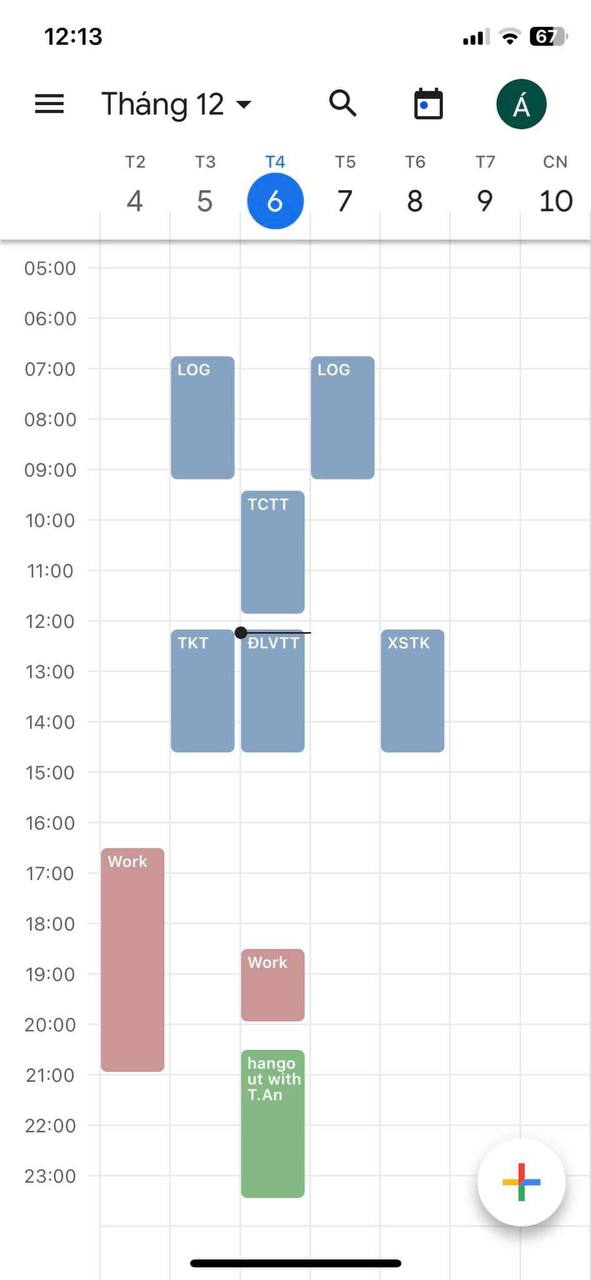 12:13
67
Tháng 12
Á
T2 T3 T4 T5 T6 T7 CN
4 5 6 7 8 9 10
05:00
06:00
07:00
LOG LOG
08:00
09:00
TCTT
10:00
11:00
12:00
TKT ĐLVTT XSTK
13:00
14:00
15:00
16:00
Work
17:00
18:00
Work
19:00
20:00
hango
ut with
T.An
21:00
22:00
23:00